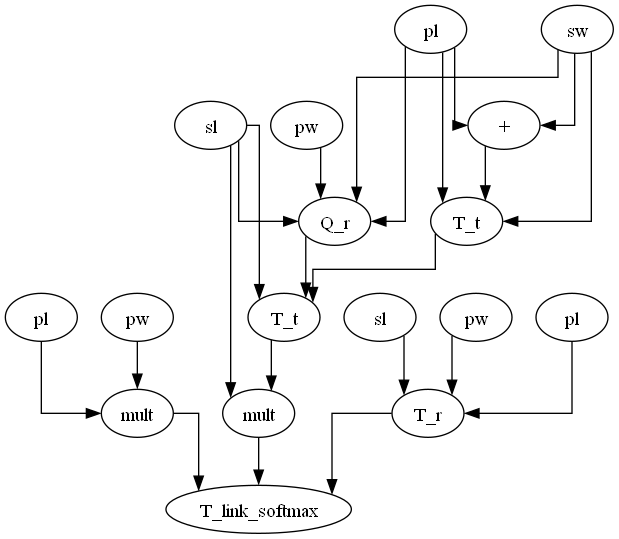 pl
sw
sl
pw
+
Q_r
T_t
pl
pw
T_t
sl
pw
pl
mult
mult
T_r
T_link_softmax